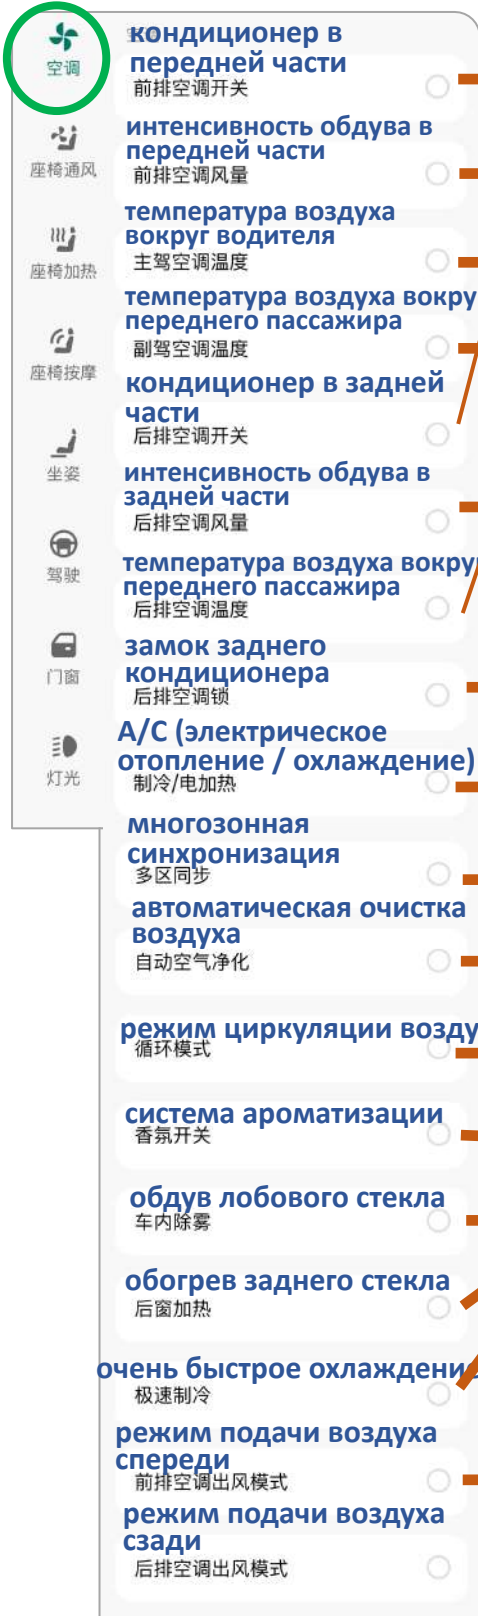 空调
座椅通风
座椅加热
座椅按摩
坐姿
驾驶
门窗
灯光
кондиционер в
передней части
前排空调开关
интенсивность обдува в
передней части
前排空调风量
температура воздуха
вокруг водителя
主驾空调温度
температура воздуха вокру
переднего пассажира
副驾空调温度
кондиционер в задней
части
后排空调开关
интенсивность обдува в
задней части
后排空调风量
температура воздуха вокру
переднего пассажира
后排空调温度
замок заднего
кондиционера
后排空调锁
A/C (электрическое
отопление / охлаждение)
制冷/电加热
многозонная
синхронизация
多区同步
автоматическая очистка
воздуха
自动空气净化
режим циркуляции возду
循环模式
система ароматизации
香氛开关
обдув лобового стекла
车内除雾
обогрев заднего стекла
后窗加热
очень быстрое охлаждение
极速制冷
режим подачи воздуха
спереди
前排空调出风模式
режим подачи воздуха
сзади
后排空调出风模式